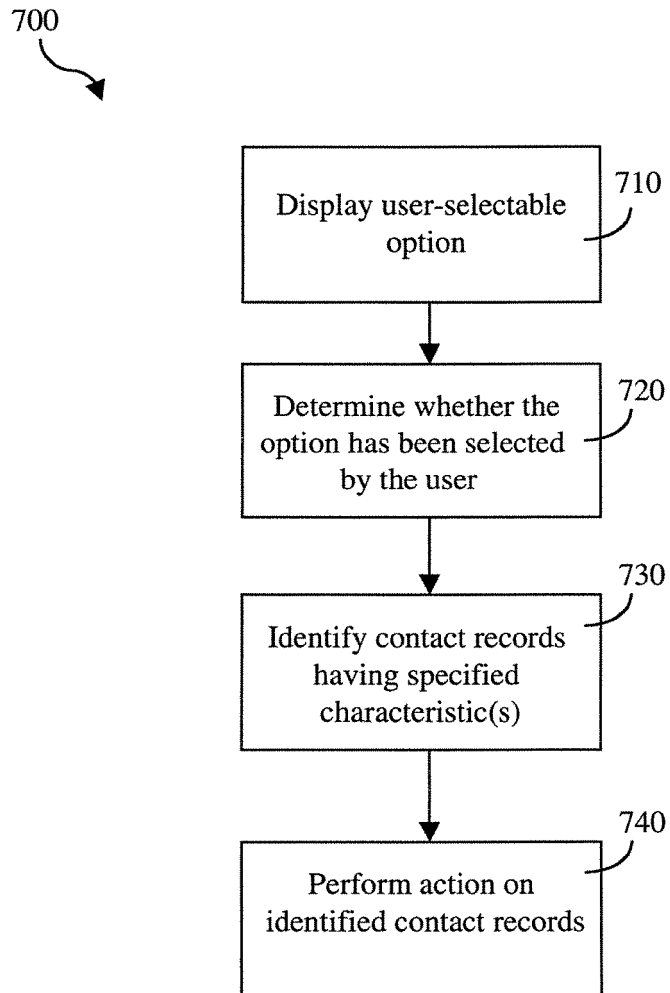 700
710
Display user-selectable
option
720
Determine whether the
option has been selected
by the user
730
Identify contact records
having specified
characteristic(s)
740
Perform action on
identified contact records